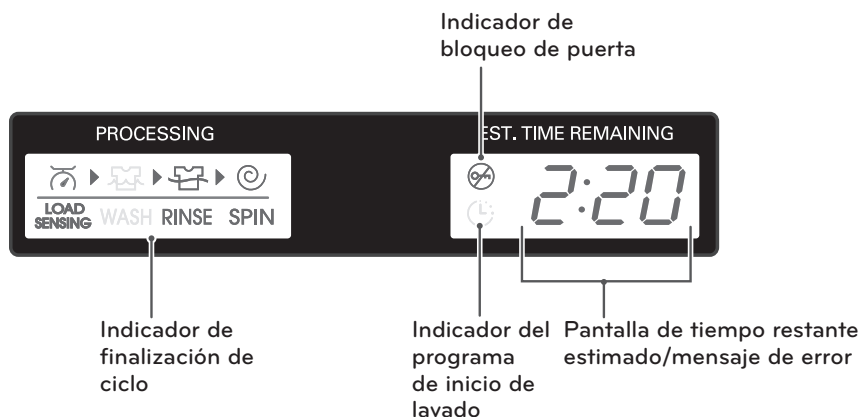 Indicador de
bloqueo de puerta
PROCESSING
EST. TIME REMAINING
LOAD
SENSING
WASH
RINSE
SPIN
2:20
Indicador de
finalización de
ciclo
Indicador del
programa
de inicio de
lavado
Pantalla de tiempo restante
estimado/mensaje de error